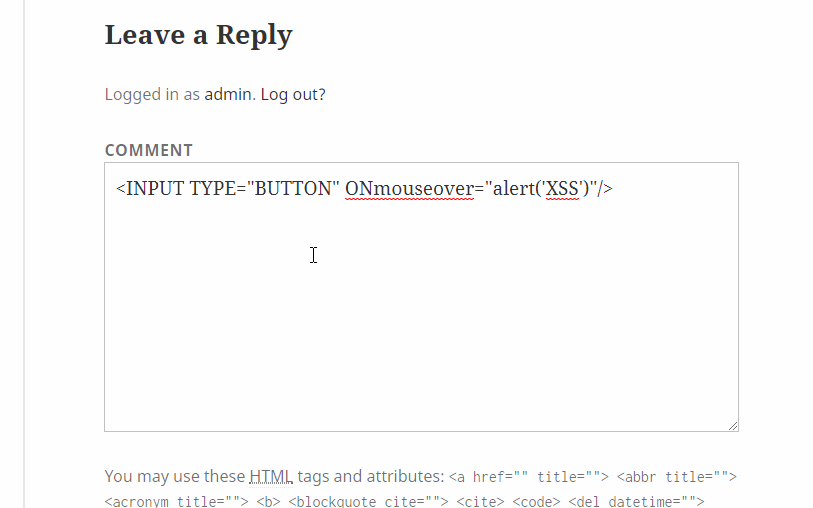 Leave a Reply
Logged in as admin. Log out?
COMMENT
<INPUT TYPE="BUTTON" ONmouseover="alert('XSS')"/>
You may use these HTML tags and attributes: <a href="" title=""> <abbr title="">
<acronym title=""> <b> <blockquote cite=""> <cite> <code> <del datetime="">